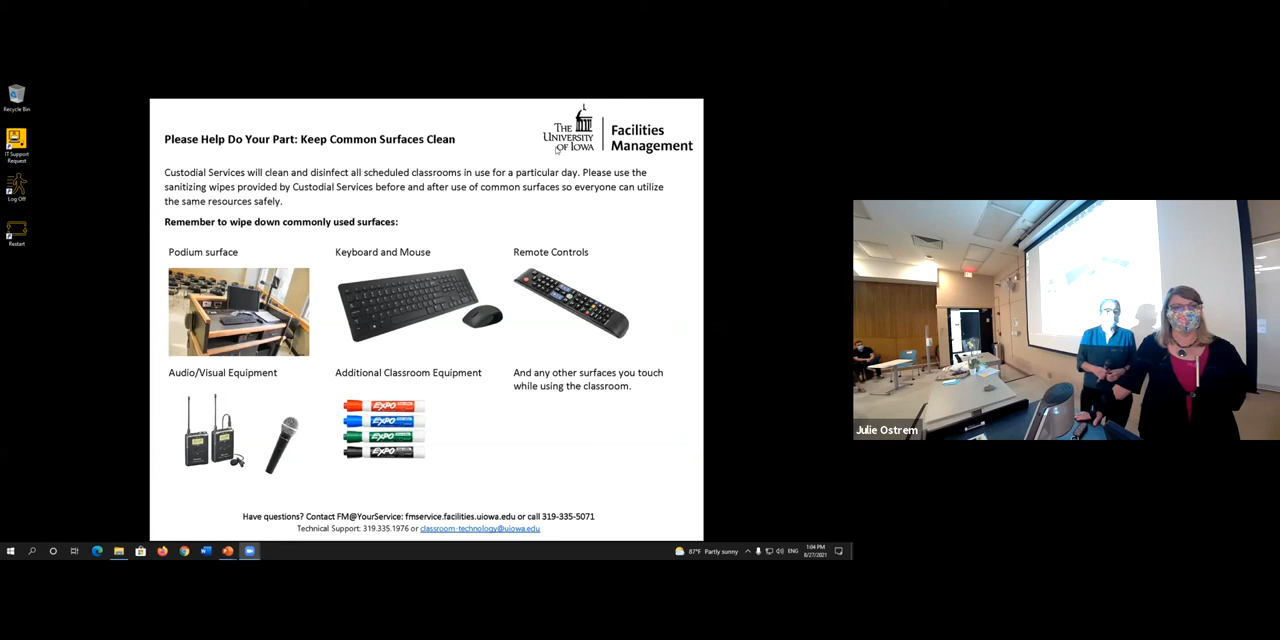 Recycle Bin
IT Support
Request
Log Off
Restart
THE
UNIVERSITY
OF IOWA
Facilities
Management
Please Help Do Your Part: Keep Common Surfaces Clean
Custodial Services will clean and disinfect all scheduled classrooms in use for a particular day. Please use the
sanitizing wipes provided by Custodial Services before and after use of common surfaces so everyone can utilize
the same resources safely.
Remember to wipe down commonly used surfaces:
Podium surface
Keyboard and Mouse
Remote Controls
Audio/Visual Equipment
Additional Classroom Equipment
And any other surfaces you touch
while using the classroom.
EXPO
EXPO
EXPO
EXPO
Have questions? Contact FM@YourService: fmservice.facilities.uiowa.edu or call 319-335-5071
Technical Support: 319.335.1976 or classroom-technology@uiowa.edu
87°F Partly sunny
ENG
1:04 PM
8/27/2021
Julie Ostrem